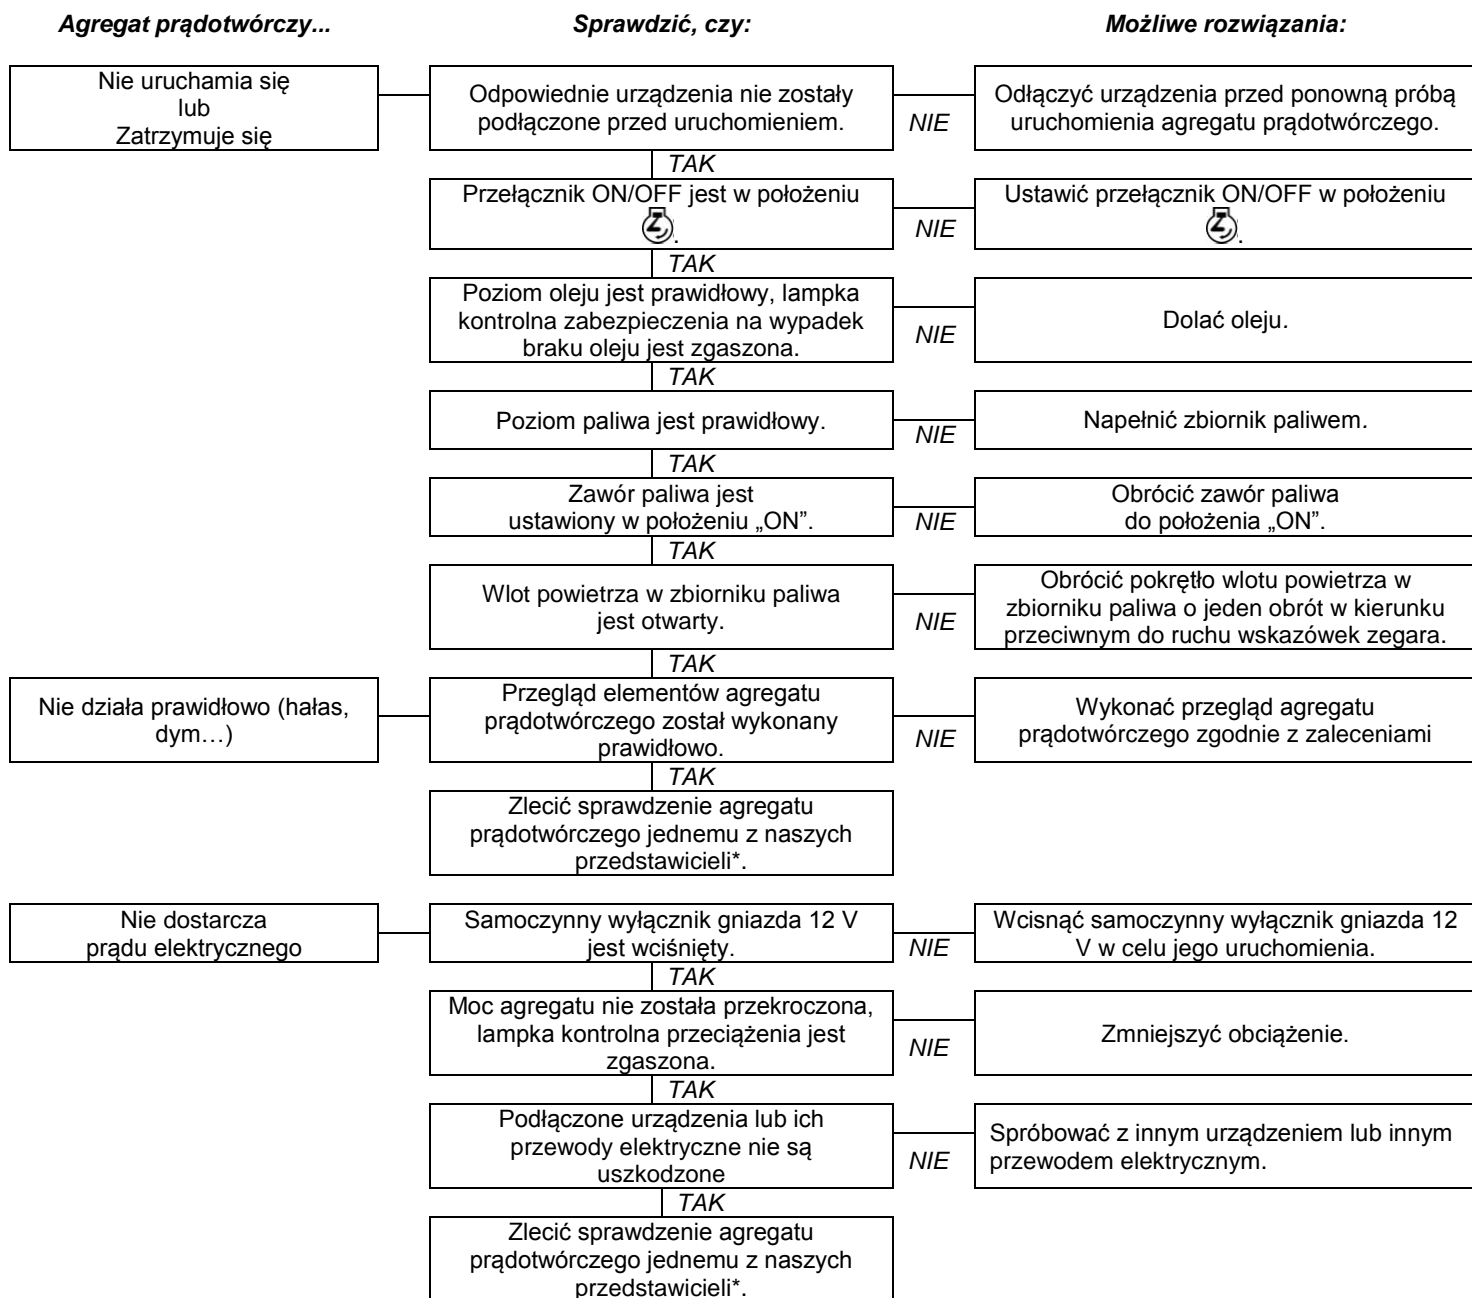 Agregat prądotwórczy...
Sprawdzić, czy:
Możliwe rozwiązania:
Nie uruchamia się
lub
Zatrzymuje się
Odpowiednie urządzenia nie zostały
podłączone przed uruchomieniem.
NIE
Odłączyć urządzenia przed ponowną próbą
uruchomienia agregatu prądotwórczego.
TAK
Przełącznik ON/OFF jest w położeniu
.
NIE
Ustawić przełącznik ON/OFF w położeniu
.
TAK
Poziom oleju jest prawidłowy, lampka
kontrolna zabezpieczenia na wypadek
braku oleju jest zgaszona.
NIE
Dolać oleju.
TAK
Poziom paliwa jest prawidłowy.
NIE
Napełnić zbiornik paliwem.
TAK
Zawór paliwa jest
ustawiony w położeniu „ON”.
NIE
Obrócić zawór paliwa
do położenia „ON”.
TAK
Wlot powietrza w zbiorniku paliwa
jest otwarty.
NIE
Obrócić pokrętło wlotu powietrza w
zbiorniku paliwa o jeden obrót w kierunku
przeciwnym do ruchu wskazówek zegara.
TAK
Nie działa prawidłowo (hałas,
dym…)
Przegląd elementów agregatu
prądotwórczego został wykonany
prawidłowo.
NIE
Wykonać przegląd agregatu
prądotwórczego zgodnie z zaleceniami
TAK
Zlecić sprawdzenie agregatu
prądotwórczego jednemu z naszych
przedstawicieli*.
Nie dostarcza
prądu elektrycznego
Samoczynny wyłącznik gniazda 12 V
jest wciśnięty.
NIE
Wcisnąć samoczynny wyłącznik gniazda 12
V w celu jego uruchomienia.
TAK
Moc agregatu nie została przekroczona,
lampka kontrolna przeciążenia jest
zgaszona.
NIE
Zmniejszyć obciążenie.
TAK
Podłączone urządzenia lub ich
przewody elektryczne nie są
uszkodzone
NIE
Spróbować z innym urządzeniem lub innym
przewodem elektrycznym.
TAK
Zlecić sprawdzenie agregatu
prądotwórczego jednemu z naszych
przedstawicieli*.